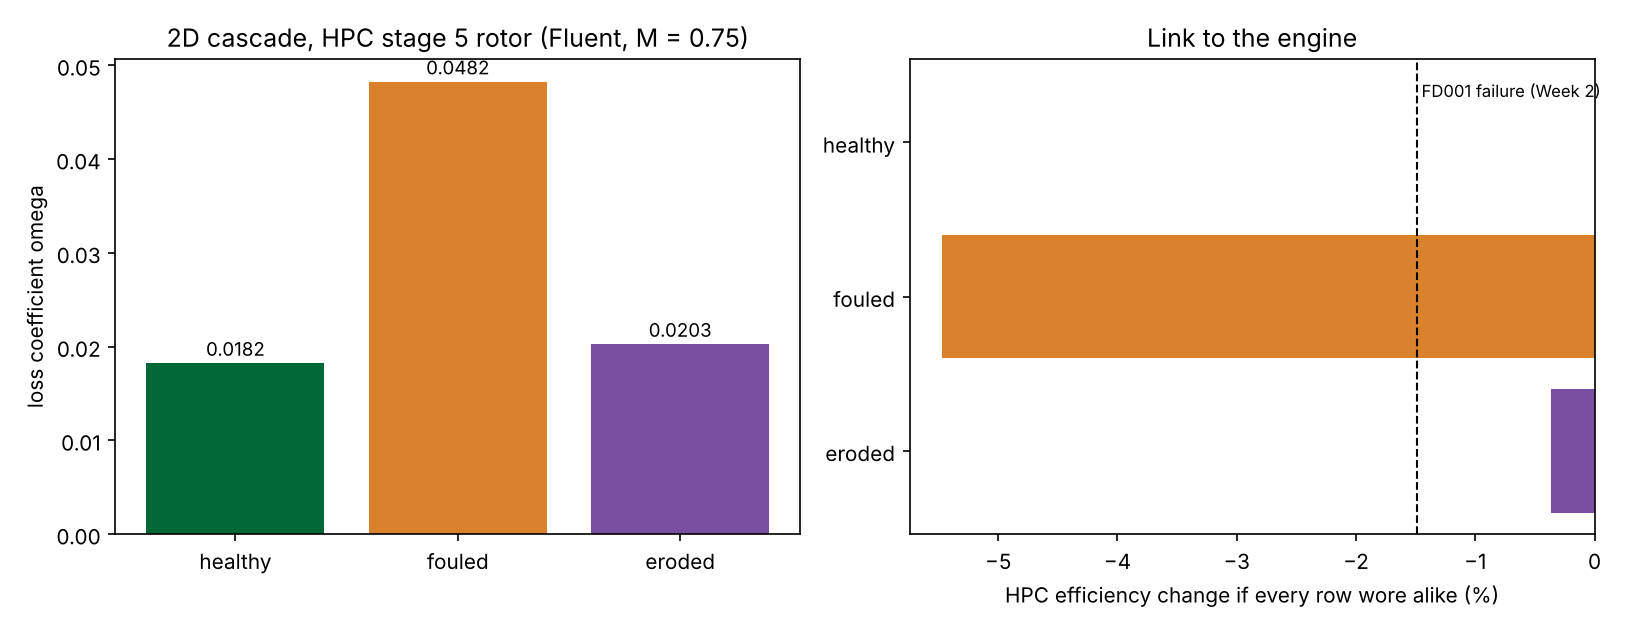 2D cascade, HPC stage 5 rotor (Fluent, M = 0.75)
loss coefficient omega
0.05
0.04
0.03
0.02
0.01
0.00
0.0182
0.0482
0.0203
healthy
fouled
eroded
Link to the engine
FD001 failure (Week 2)
healthy
fouled
eroded
−5
−4
−3
−2
−1
0
HPC efficiency change if every row wore alike (%)